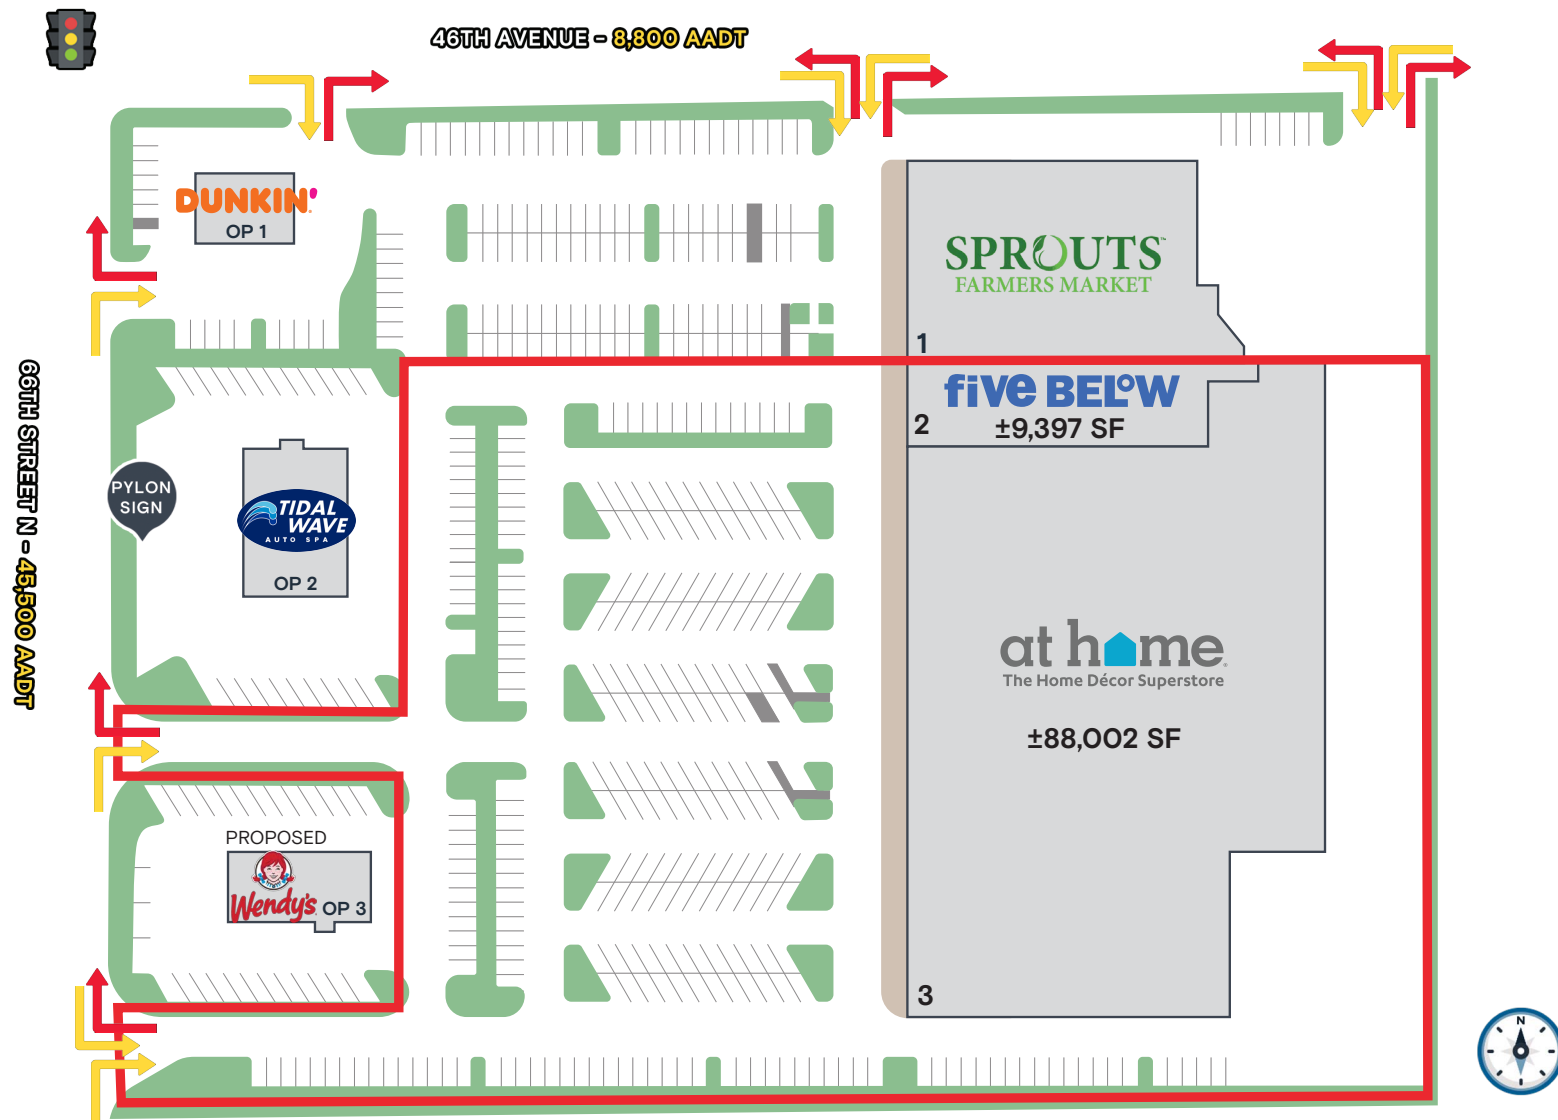 46TH AVENUE - 8,800 AADT
DUNKIN'
OP 1
SPROUTS™
FARMERS MARKET
1
five BELOW
2
±9,397 SF
66TH STREET N - 45,500 AADT
PYLON
SIGN
TIDAL
WAVE
AUTO SPA
OP 2
at home®
The Home Décor Superstore
±88,002 SF
PROPOSED
Wendy's
OP 3
3
N